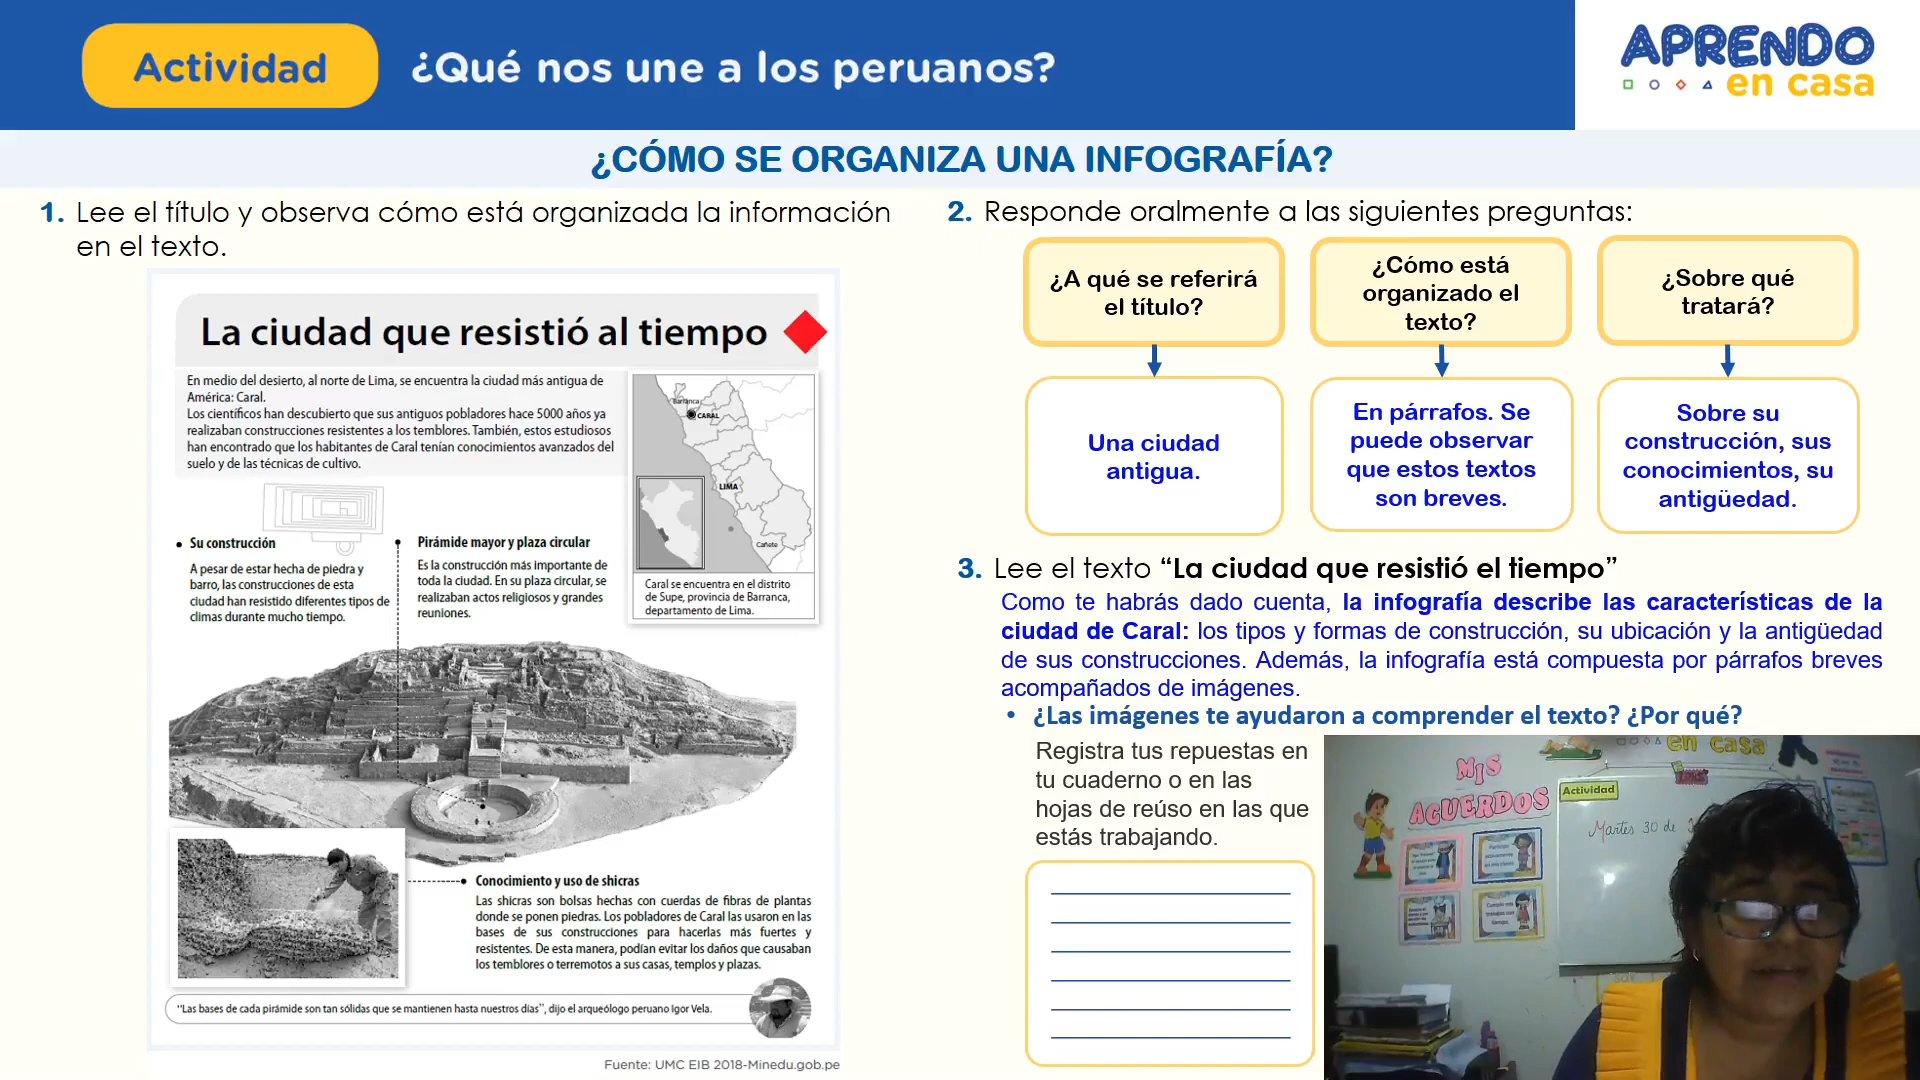 Actividad
¿Qué nos une a los peruanos?
APRENDO
en casa
¿CÓMO SE ORGANIZA UNA INFOGRAFÍA?
1. Lee el título y observa cómo está organizada la información
en el texto.
La ciudad que resistió al tiempo
En medio del desierto, al norte de Lima, se encuentra la ciudad más antigua de
América: Caral.
Los científicos han descubierto que sus antiguos pobladores hace 5000 años ya
realizaban construcciones resistentes a los temblores. También, estos estudiosos
han encontrado que los habitantes de Caral tenían conocimientos avanzados del
suelo y de las técnicas de cultivo.
Barranca
CARAL
LIMA
Cañete
Caral se encuentra en el distrito
de Supe, provincia de Barranca,
departamento de Lima.
• Su construcción
A pesar de estar hecha de piedra y
barro, las construcciones de esta
ciudad han resistido diferentes tipos de
climas durante mucho tiempo.
Pirámide mayor y plaza circular
Es la construcción más importante de
toda la ciudad. En su plaza circular, se
realizaban actos religiosos y grandes
reuniones.
Conocimiento y uso de shicras
Las shicras son bolsas hechas con cuerdas de fibras de plantas
donde se ponen piedras. Los pobladores de Caral las usaron en las
bases de sus construcciones para hacerlas más fuertes y
resistentes. De esta manera, podían evitar los daños que causaban
los temblores o terremotos a sus casas, templos y plazas.
"Las bases de cada pirámide son tan sólidas que se mantienen hasta nuestros días", dijo el arqueólogo peruano Igor Vela.
Fuente: UMC EIB 2018-Minedu.gob.pe
2. Responde oralmente a las siguientes preguntas:
¿A qué se referirá
el título?
Una ciudad
antigua.
¿Cómo está
organizado el
texto?
En párrafos. Se
puede observar
que estos textos
son breves.
¿Sobre qué
tratará?
Sobre su
construcción, sus
conocimientos, su
antigüedad.
3. Lee el texto “La ciudad que resistió el tiempo”
Como te habrás dado cuenta, la infografía describe las características de la
ciudad de Caral: los tipos y formas de construcción, su ubicación y la antigüedad
de sus construcciones. Además, la infografía está compuesta por párrafos breves
acompañados de imágenes.
• ¿Las imágenes te ayudaron a comprender el texto? ¿Por qué?
Registra tus repuestas en
tu cuaderno o en las
hojas de reúso en las que
estás trabajando.
en casa
MIS
ACUERDOS
Actividad
Martes 30 de